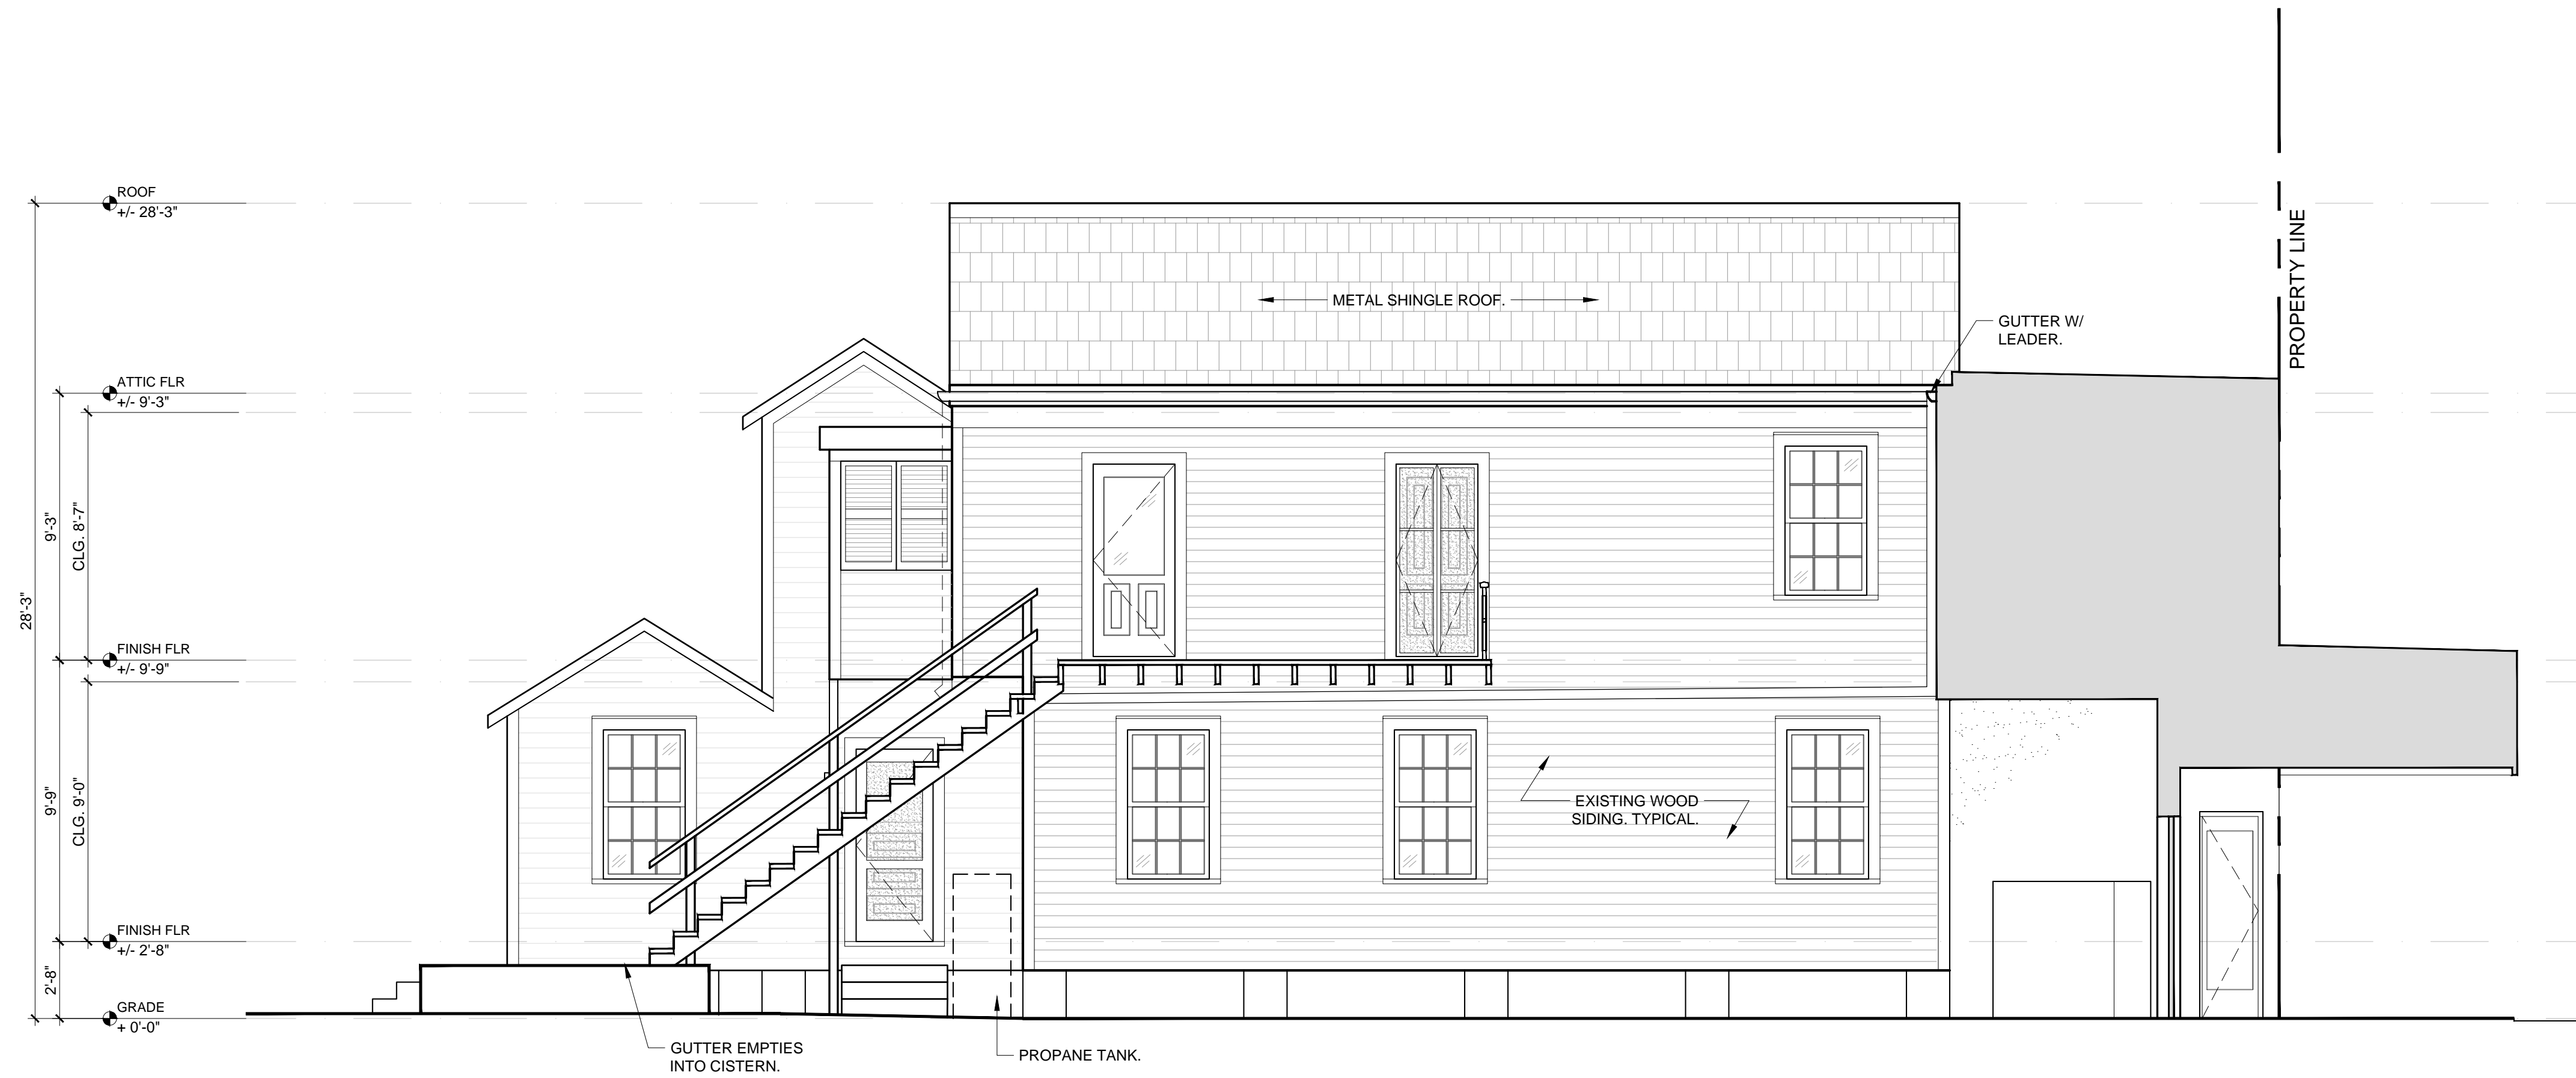 ROOF
+/- 28'-3"
PROPERTY LINE
METAL SHINGLE ROOF.
GUTTER W/
LEADER.
ATTIC FLR
+/- 9'-3"
9'-3"
CLG. 8'-7"
28'-3"
FINISH FLR
+/- 9'-9"
9'-9"
CLG. 9'-0"
EXISTING WOOD
SIDING. TYPICAL.
FINISH FLR
+/- 2'-8"
2'-8"
GRADE
+ 0'-0"
GUTTER EMPTIES
INTO CISTERN.
PROPANE TANK.